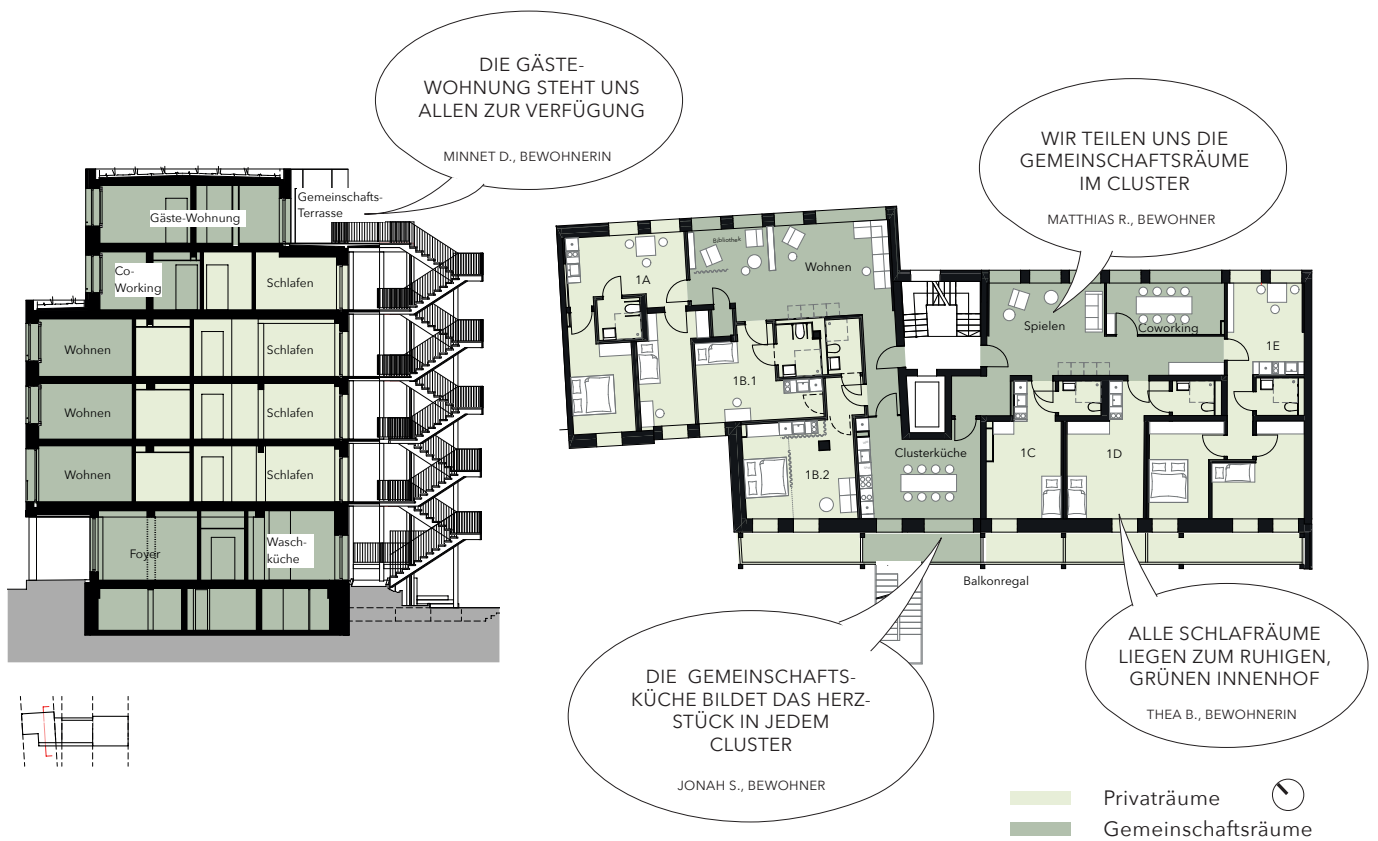 DIE GÄSTE-
WOHNUNG STEHT UNS
ALLEN ZUR VERFÜGUNG
MINNET D., BEWOHNERIN
WIR TEILEN UNS DIE
GEMEINSCHAFTSRÄUME
IM CLUSTER
MATTHIAS R., BEWOHNER
Gemeinschafts-
Terrasse
Gäste-Wohnung
Co-
Working
Schlafen
Wohnen
Schlafen
Wohnen
Schlafen
Wohnen
Schlafen
Foyer
Wasch-
küche
Bibliothek
Wohnen
1A
Spielen
Coworking
1E
1B.1
1B.2
Clusterküche
1C
1D
Balkonregal
DIE GEMEINSCHAFTS-
KÜCHE BILDET DAS HERZ-
STÜCK IN JEDEM
CLUSTER
JONAH S., BEWOHNER
ALLE SCHLAFRÄUME
LIEGEN ZUM RUHIGEN,
GRÜNEN INNENHOF
THEA B., BEWOHNERIN
Privaträume
Gemeinschaftsräume